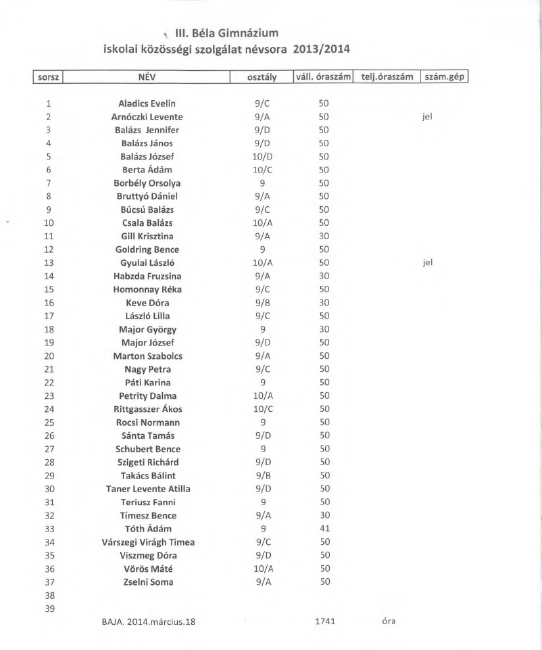 III. Béla Gimnázium
iskolai közösségi szolgálat névsora 2013/2014
sorsz NÉV osztály váll. óraszám telj.óraszám szám.gép
1 Aladics Evelin 9/C 50
2 Arnóczki Levente 9/A 50 jel
3 Balázs Jennifer 9/D 50
4 Balázs János 9/D 50
5 Balázs József 10/D 50
6 Berta Ádám 10/C 50
7 Borbély Orsolya 9 50
8 Bruttyó Dániel 9/A 50
9 Búcsú Balázs 9/C 50
10 Csala Balázs 10/A 50
11 Gill Krisztina 9/A 30
12 Goldring Bence 9 50
13 Gyulai László 10/A 50 jel
14 Habzda Fruzsina 9/A 30
15 Homonnay Réka 9/C 50
16 Keve Dóra 9/B 30
17 László Lilla 9/C 50
18 Major György 9 30
19 Major József 9/D 50
20 Marton Szabolcs 9/A 50
21 Nagy Petra 9/C 50
22 Páti Karina 9 50
23 Petrity Dalma 10/A 50
24 Rittgasszer Ákos 10/C 50
25 Rocsi Normann 9 50
26 Sánta Tamás 9/D 50
27 Schubert Bence 9 50
28 Szigeti Richárd 9/D 50
29 Takács Bálint 9/B 50
30 Taner Levente Atilla 9/D 50
31 Teriusz Fanni 9 50
32 Tímesz Bence 9/A 30
33 Tóth Ádám 9 41
34 Várszegi Virágh Tímea 9/C 50
35 Viszmeg Dóra 9/D 50
36 Vörös Máté 10/A 50
37 Zselni Soma 9/A 50
38
39
BAJA. 2014.március.18 1741 óra